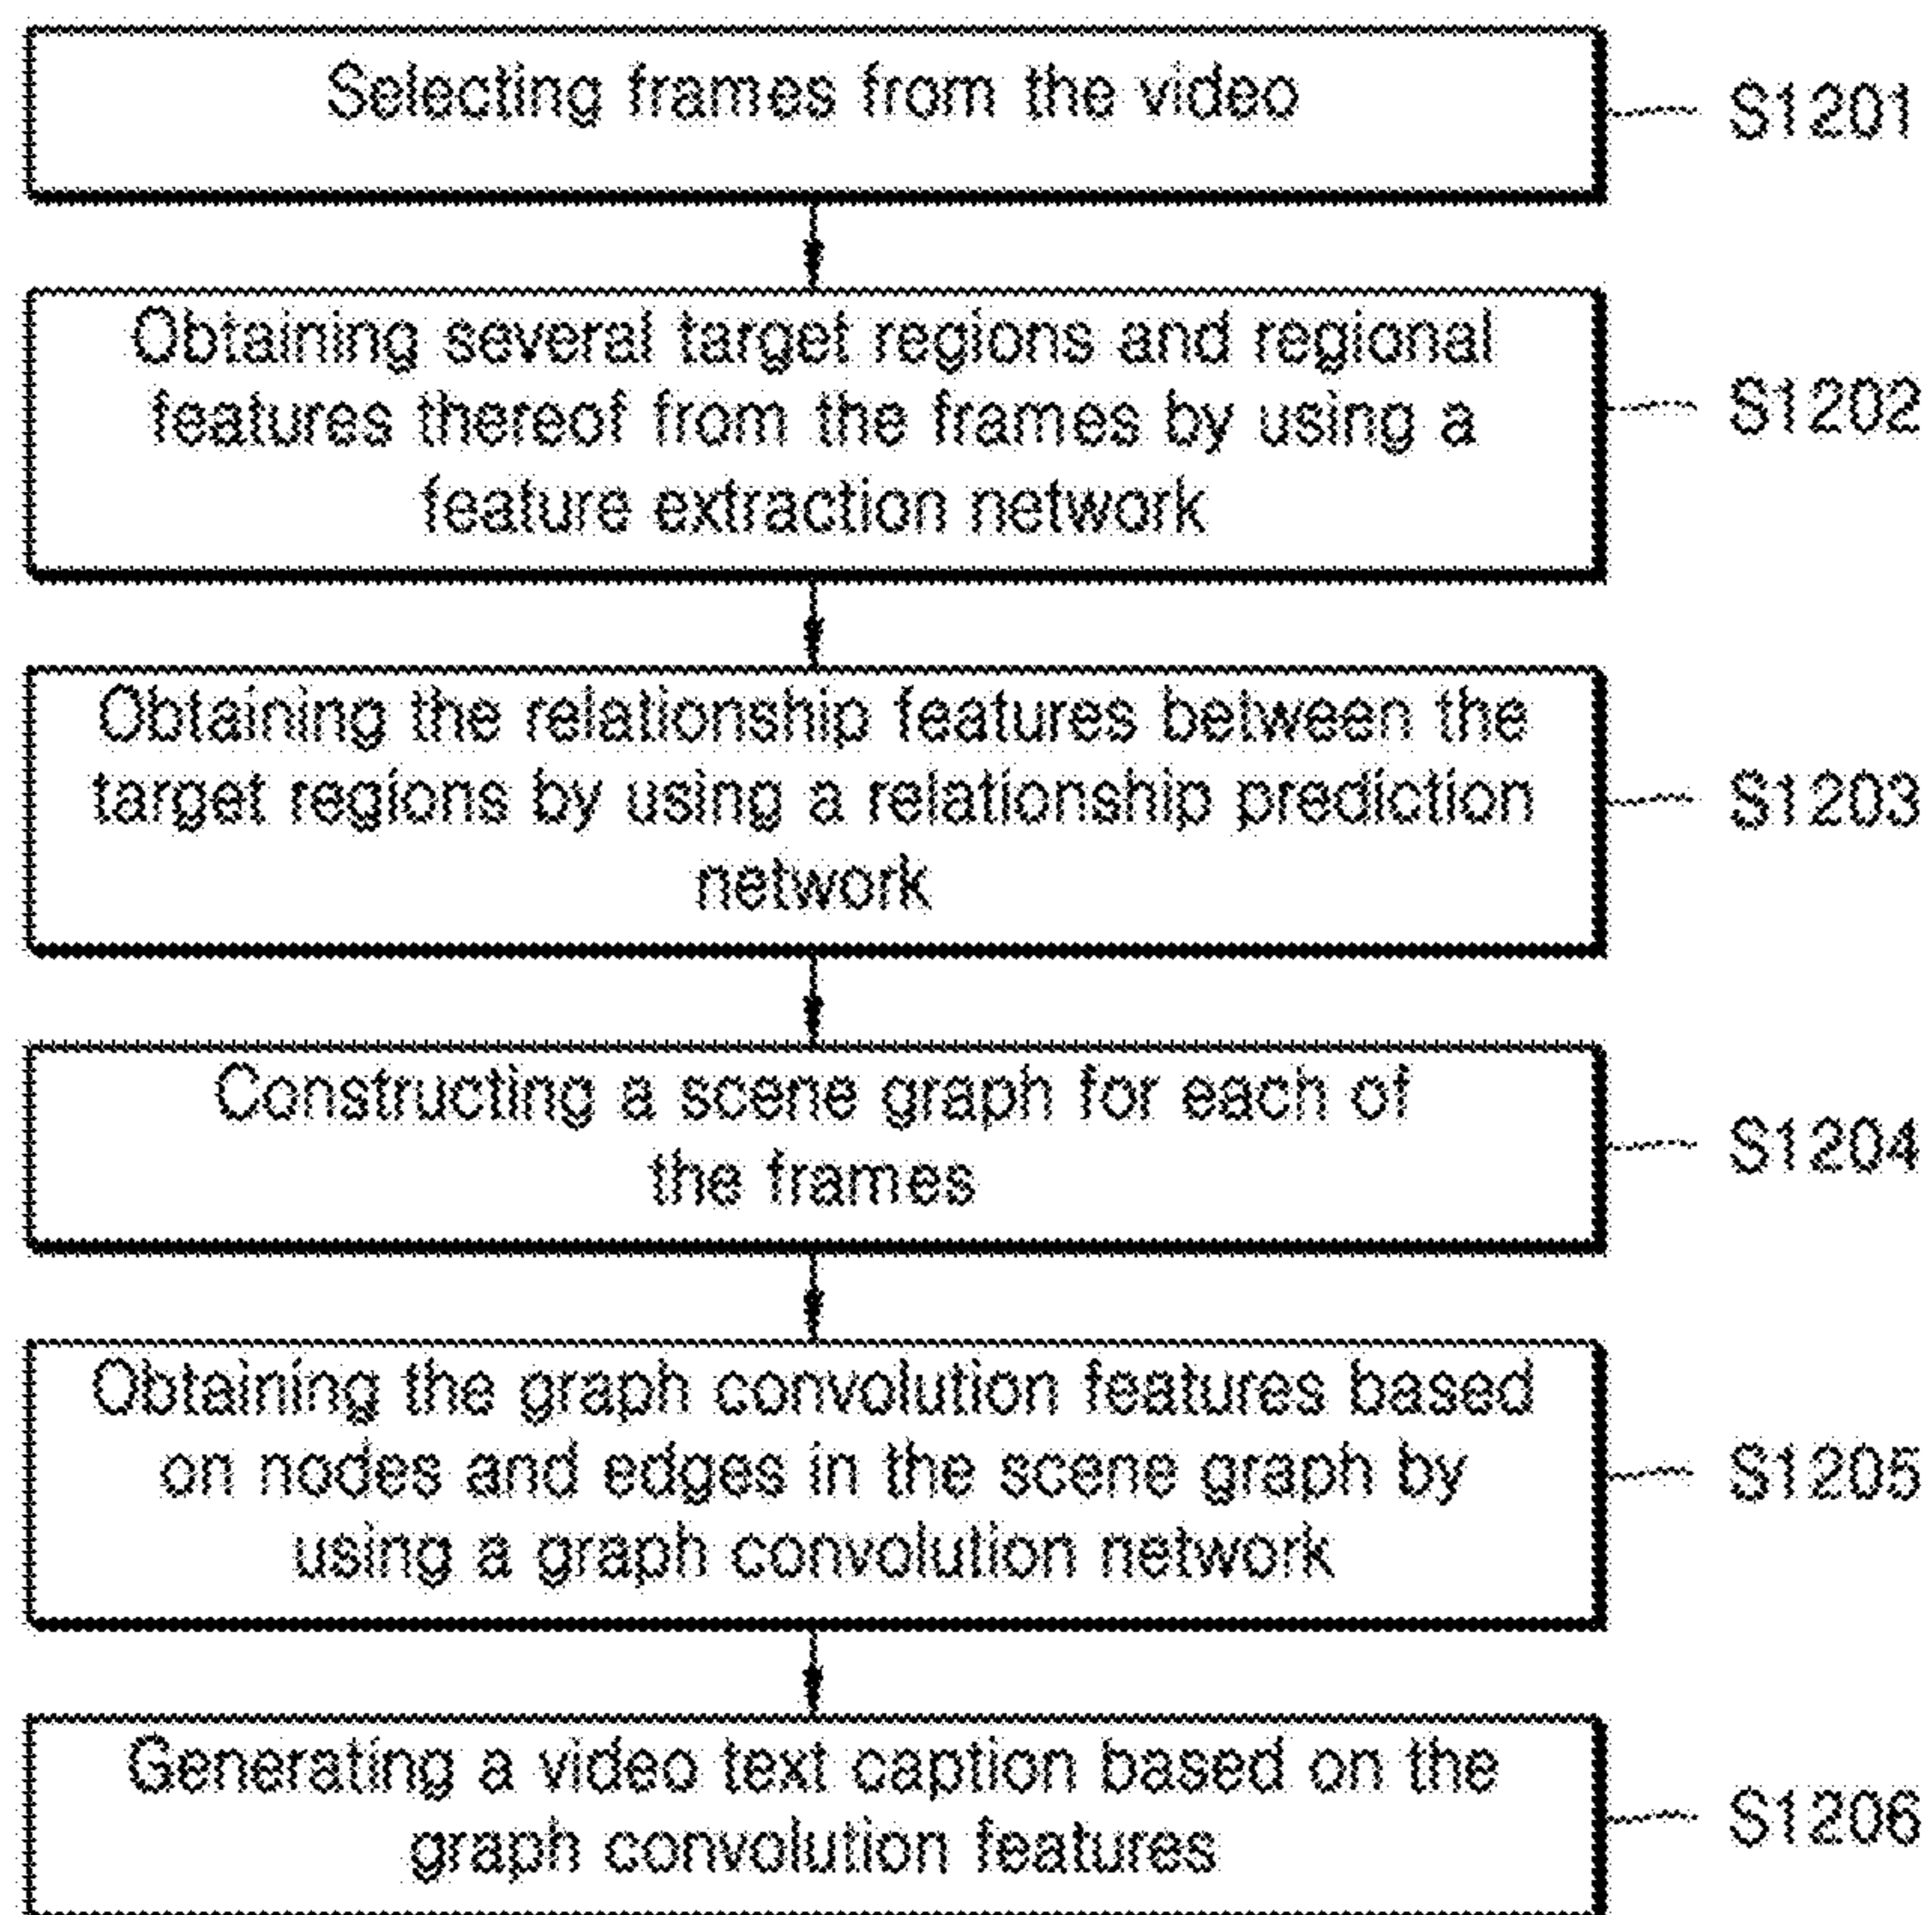 Selecting frames from the video
S1201
Obtaining several target regions and regional
features thereof from the frames by using a
feature extraction network
S1202
Obtaining the relationship features between the
target regions by using a relationship prediction
network
S1203
Constructing a scene graph for each of
the frames
S1204
Obtaining the graph convolution features based
on nodes and edges in the scene graph by
using a graph convolution network
S1205
Generating a video text caption based on the
graph convolution features
S1206